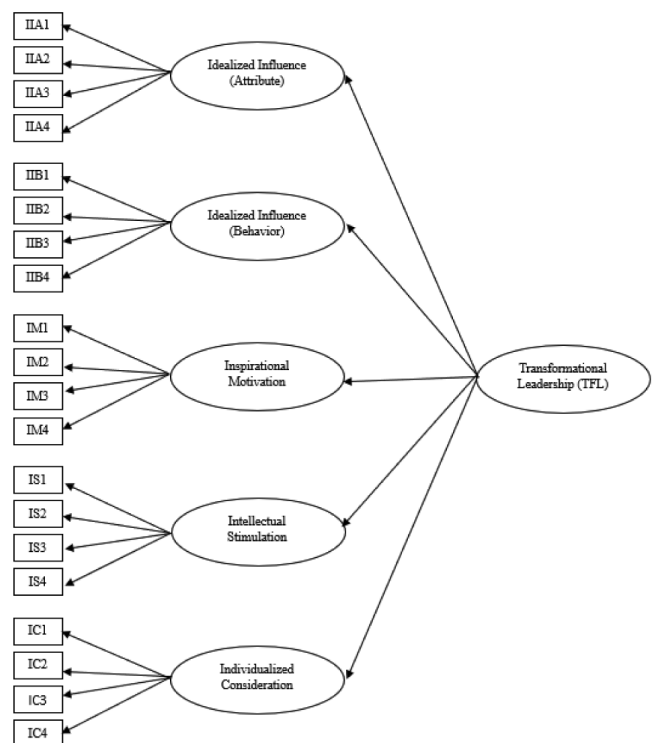 IIA1
IIA2
IIA3
IIA4
Idealized Influence
(Attribute)
IIB1
IIB2
IIB3
IIB4
Idealized Influence
(Behavior)
IM1
IM2
IM3
IM4
Inspirational
Motivation
IS1
IS2
IS3
IS4
Intellectual
Stimulation
IC1
IC2
IC3
IC4
Individualized
Consideration
Transformational
Leadership (TFL)